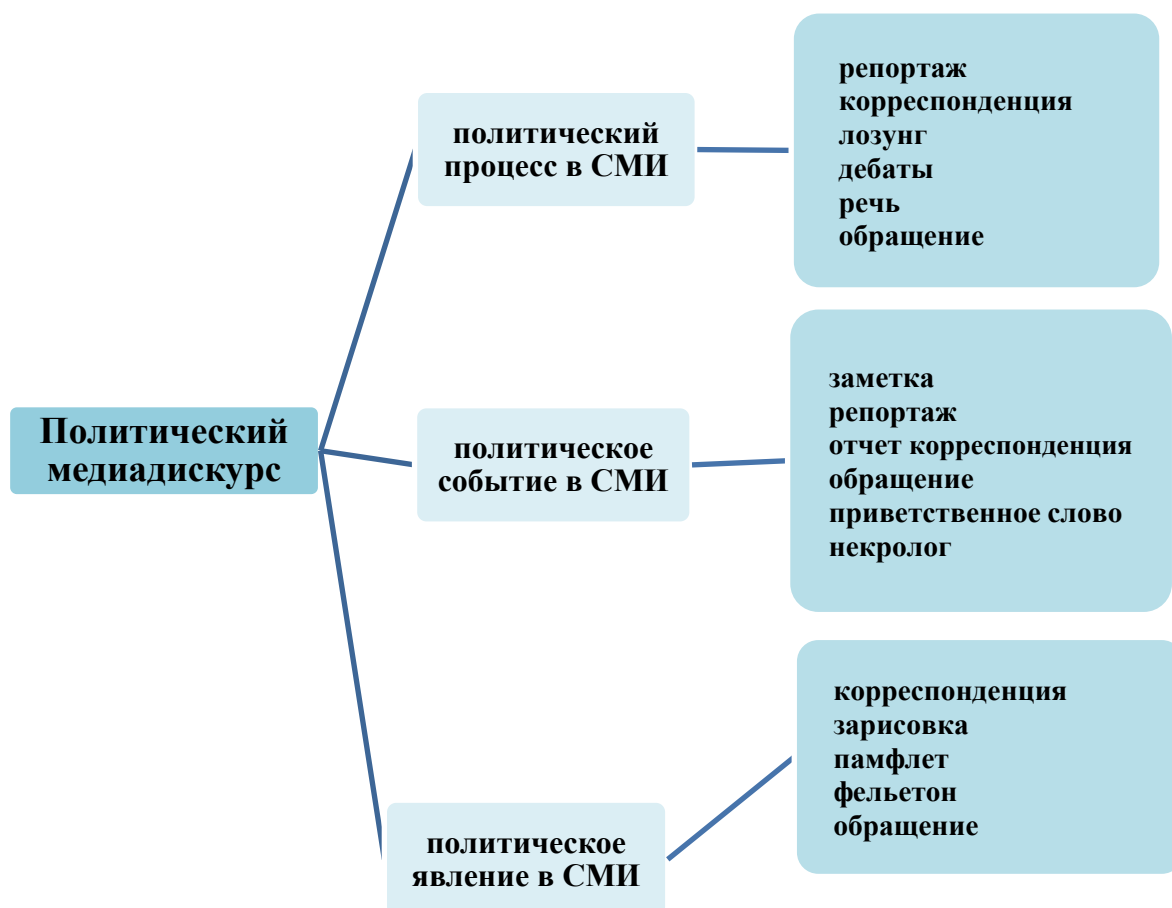 Политический
медиадискурс
политический
процесс в СМИ
репортаж
корреспонденция
лозунг
дебаты
речь
обращение
политическое
событие в СМИ
заметка
репортаж
отчет корреспонденция
обращение
приветственное слово
некролог
политическое
явление в СМИ
корреспонденция
зарисовка
памфлет
фельетон
обращение